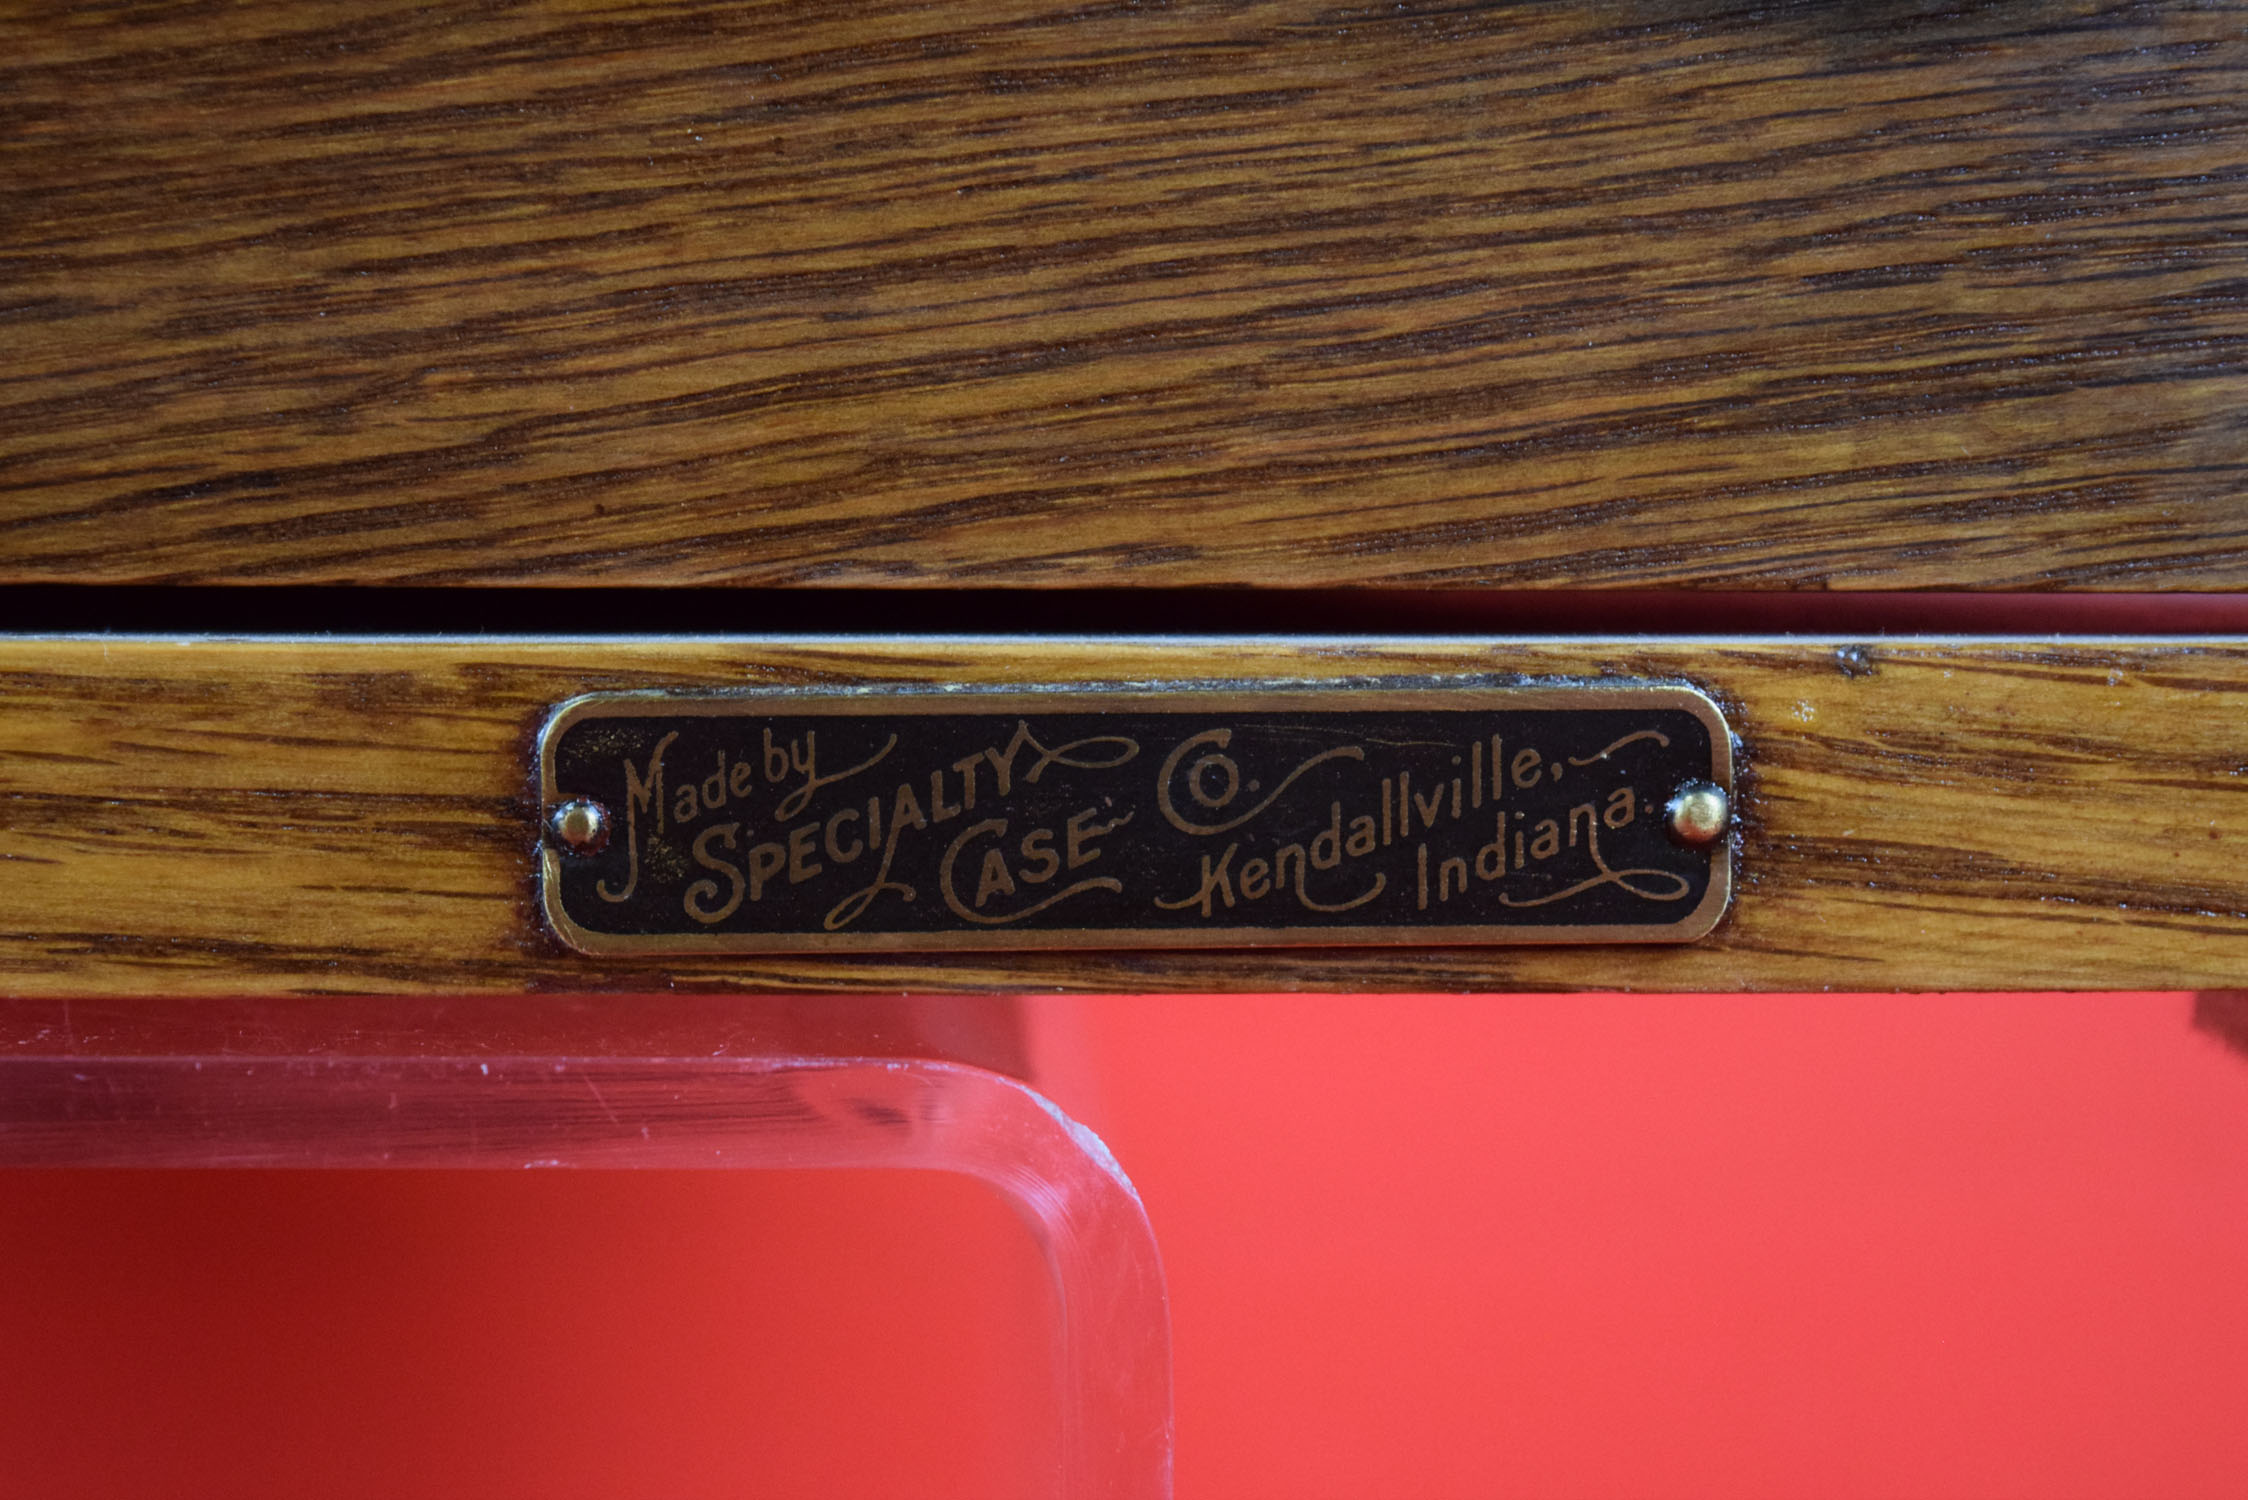 Made by
SPECIALTY
CASE Co.
Kendallville,
Indiana.